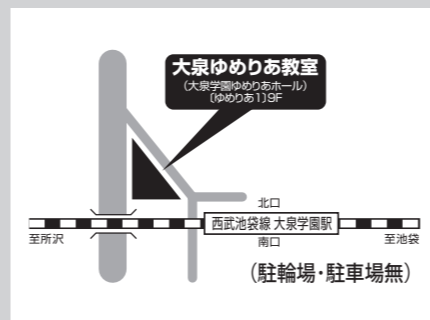 大泉ゆめりあ教室
(大泉学園ゆめりあホール)
〔ゆめりあ1〕9F
北口
西武池袋線 大泉学園駅
至所沢
南口
至池袋
(駐輪場・駐車場無)